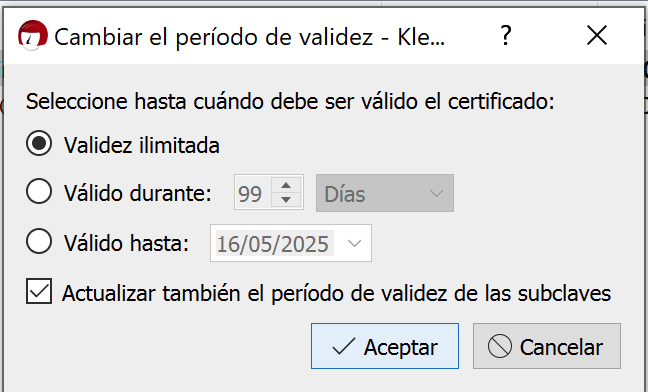 Cambiar el período de validez - Kle... ?
Seleccione hasta cuándo debe ser válido el certificado:
Validez ilimitada
Válido durante: 99 Días
Válido hasta: 16/05/2025
Actualizar también el período de validez de las subclaves
Aceptar Cancelar